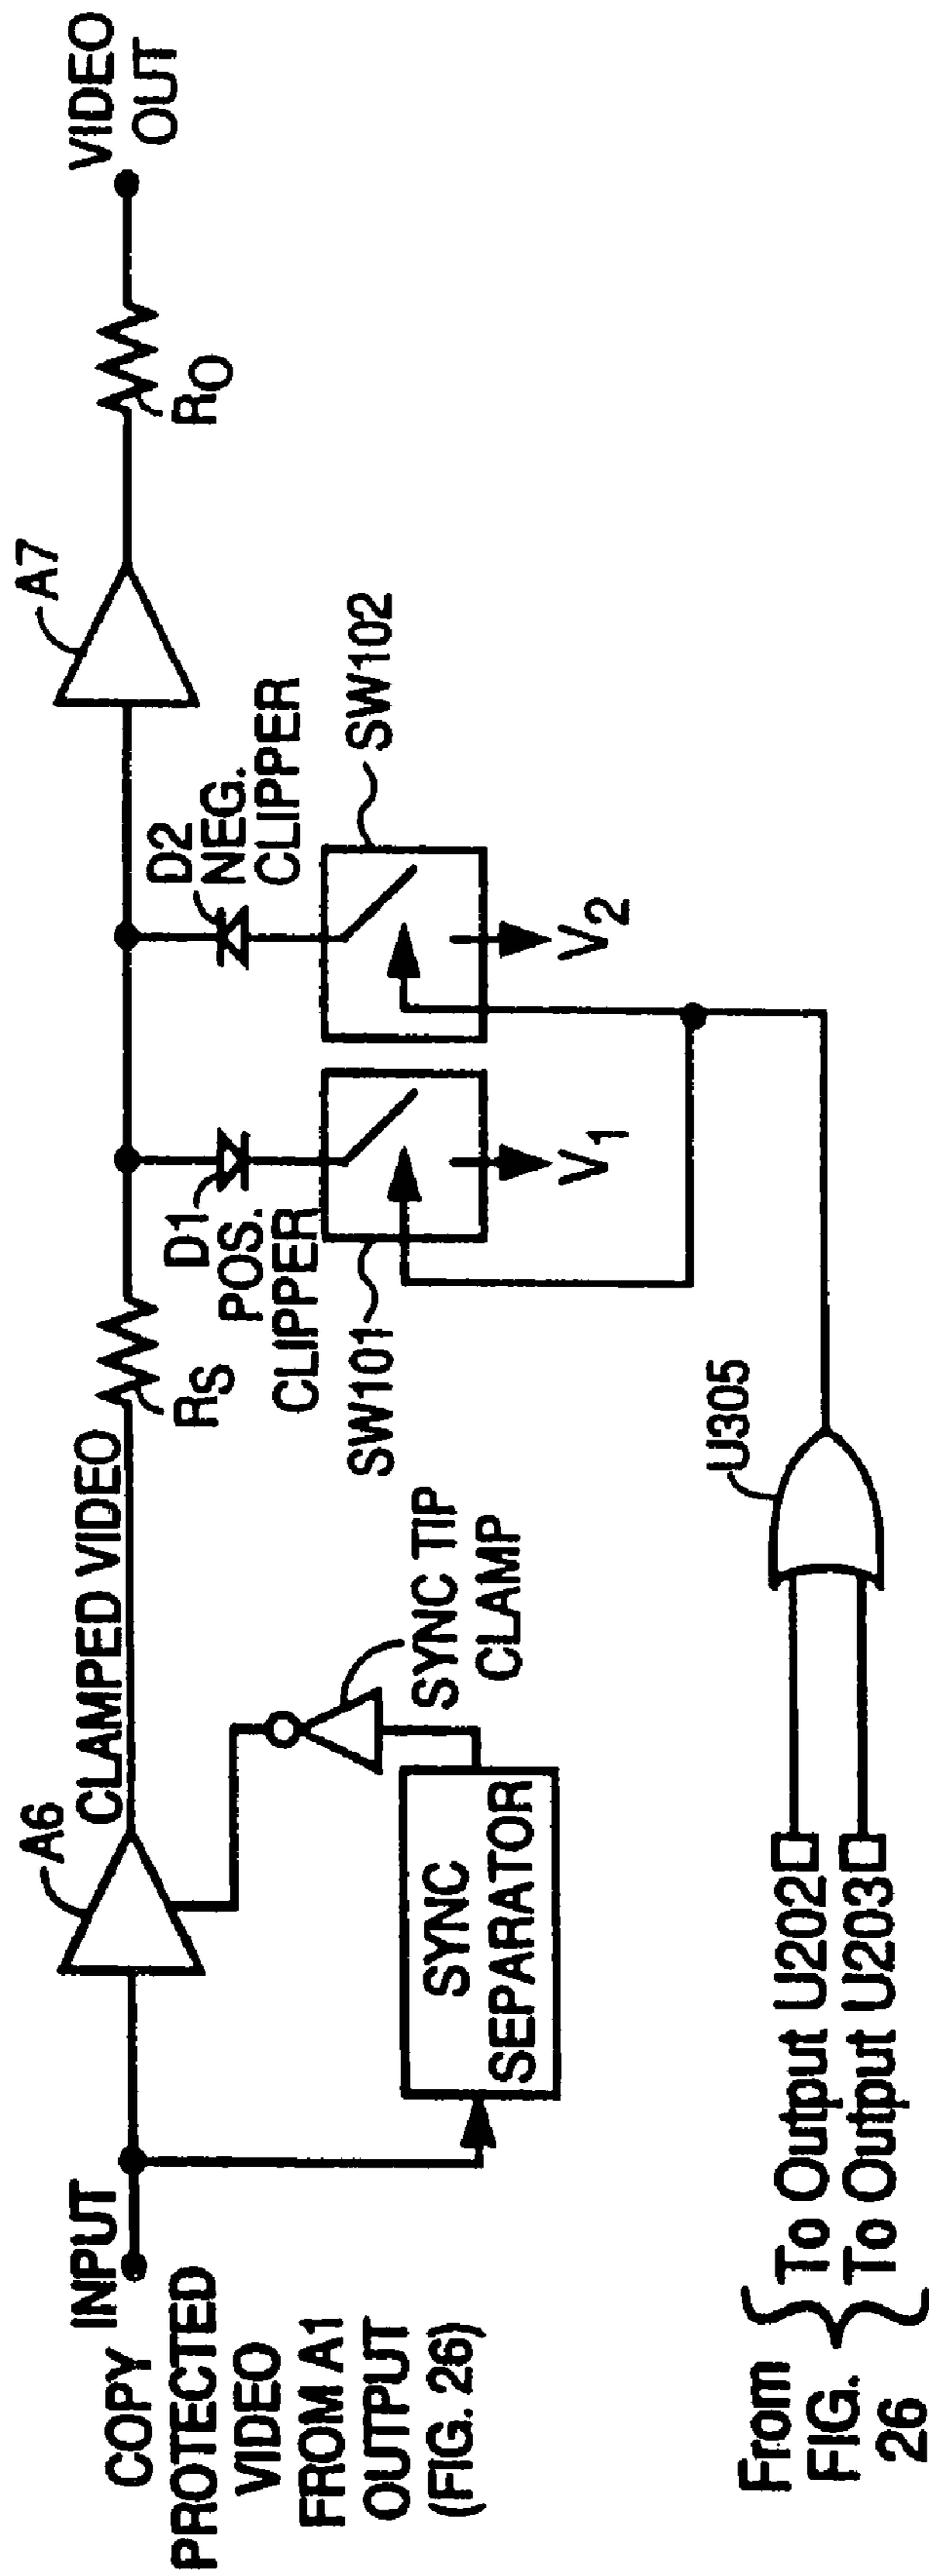 INPUT
COPY
PROTECTED
VIDEO
FROM A1
OUTPUT
(FIG. 26)
A6
CLAMPED VIDEO
SYNC
SEPARATOR
SYNC TIP
CLAMP
RS
D1
POS.
CLIPPER
SW101
V1
D2
NEG.
CLIPPER
SW102
V2
A7
RO
VIDEO
OUT
From
FIG.
26
To Output U202
To Output U203
U305